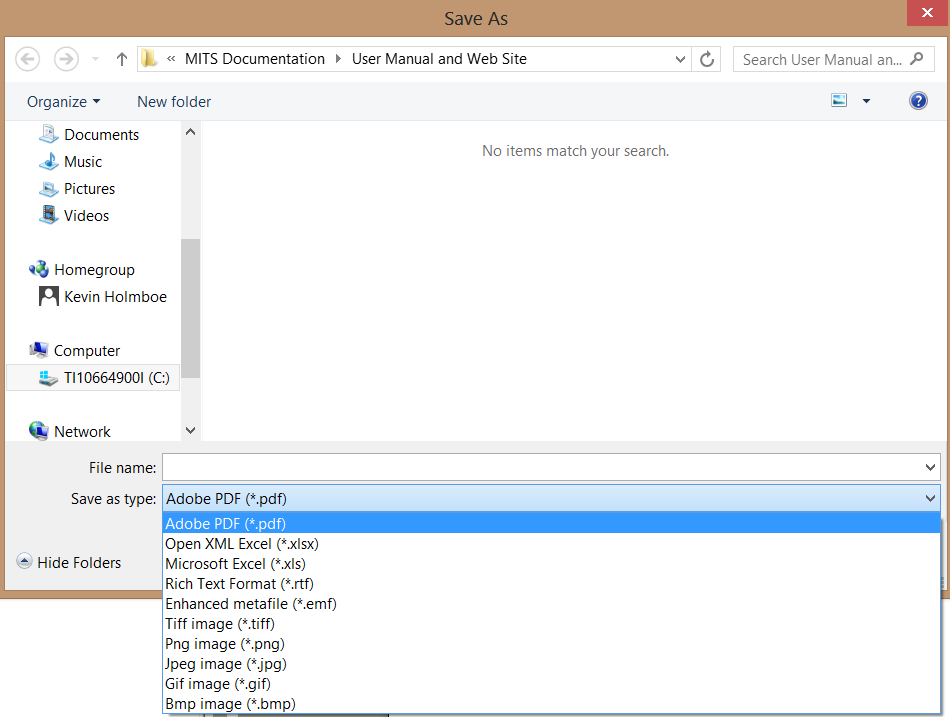 Save As
« MITS Documentation User Manual and Web Site
Search User Manual an...
Organize New folder
Documents
No items match your search.
Music
Pictures
Videos
Homegroup
Kevin Holmboe
Computer
TI10664900I (C:)
Network
File name:
Save as type: Adobe PDF (*.pdf)
Adobe PDF (*.pdf)
Open XML Excel (*.xlsx)
Microsoft Excel (*.xls)
Hide Folders
Rich Text Format (*.rtf)
Enhanced metafile (*.emf)
Tiff image (*.tiff)
Png image (*.png)
Jpeg image (*.jpg)
Gif image (*.gif)
Bmp image (*.bmp)